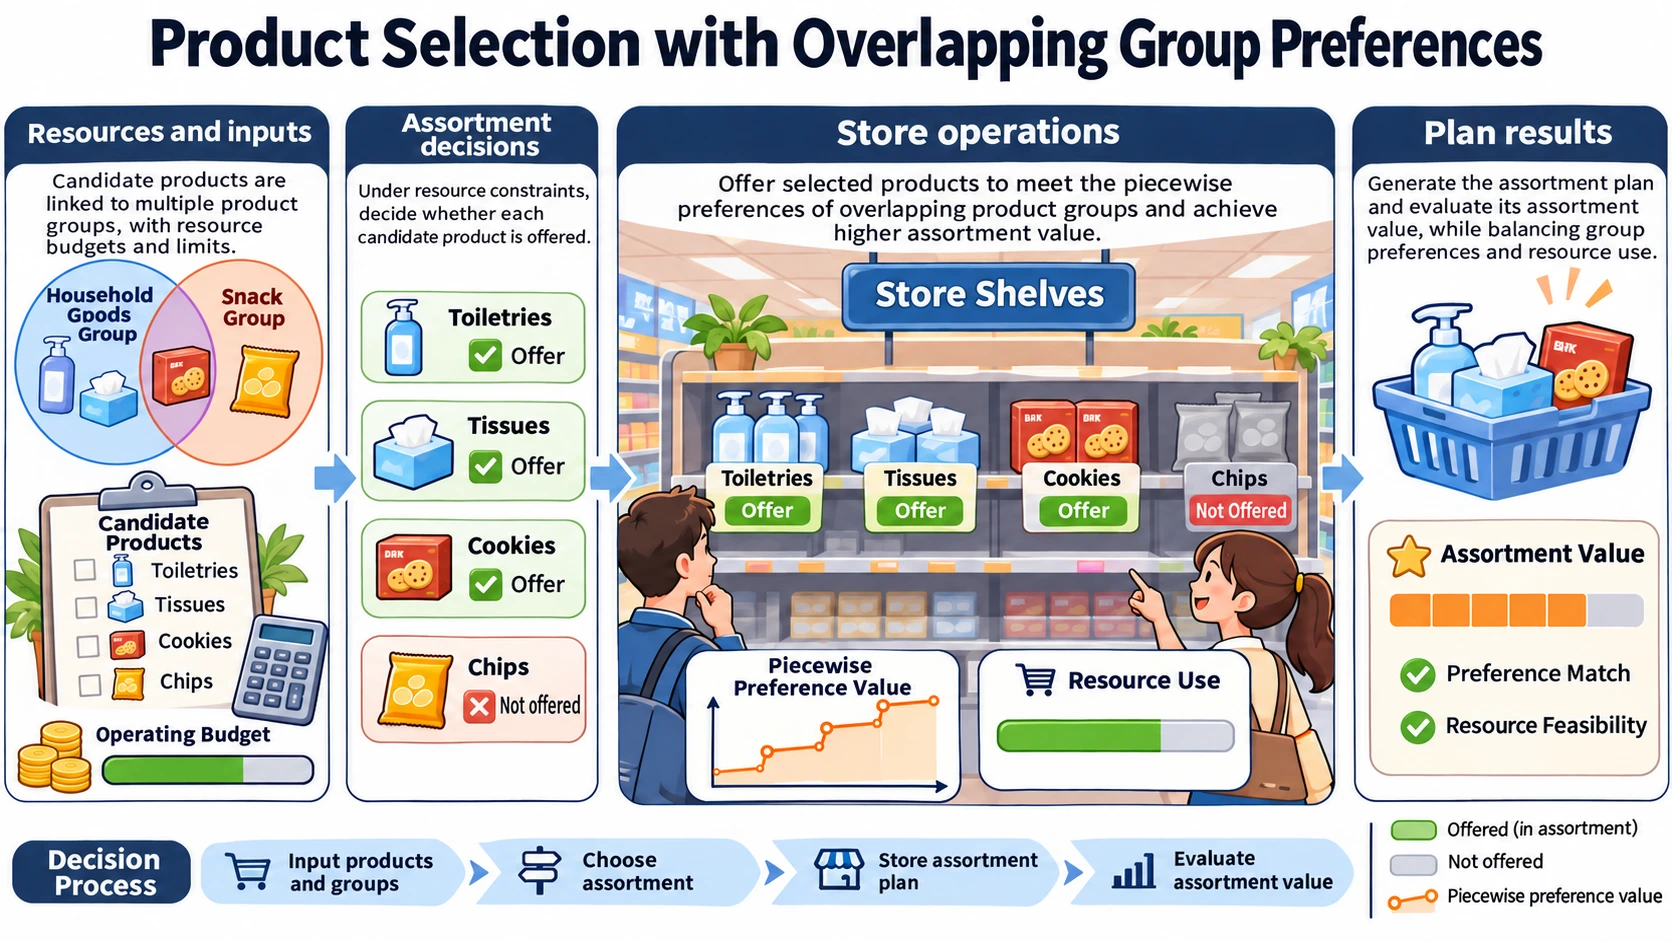 Product Selection with Overlapping Group Preferences
Resources and inputs
Candidate products are
linked to multiple product
groups, with resource
budgets and limits.
Household
Goods
Group
Snack
Group
BRK
Candidate
Products
Toiletries
Tissues
Cookies
Chips
Operating Budget
Assortment
decisions
Under resource constraints,
decide whether each
candidate product is offered.
Toiletries
Offer
Tissues
Offer
BRK
Cookies
Offer
Chips
Not offered
Store operations
Offer selected products to meet the piecewise
preferences of overlapping product groups and achieve
higher assortment value.
Store Shelves
BRK BRK
Toiletries
Offer
Tissues
Offer
Cookies
Offer
Chips
Not Offered
Piecewise
Preference Value
Resource Use
Plan results
Generate the assortment plan
and evaluate its assortment
value, while balancing group
preferences and resource use.
BRK
Assortment Value
Preference Match
Resource Feasibility
Decision
Process
Input products
and groups
Choose
assortment
Store assortment
plan
Evaluate
assortment value
Offered (in assortment)
Not offered
Piecewise preference value